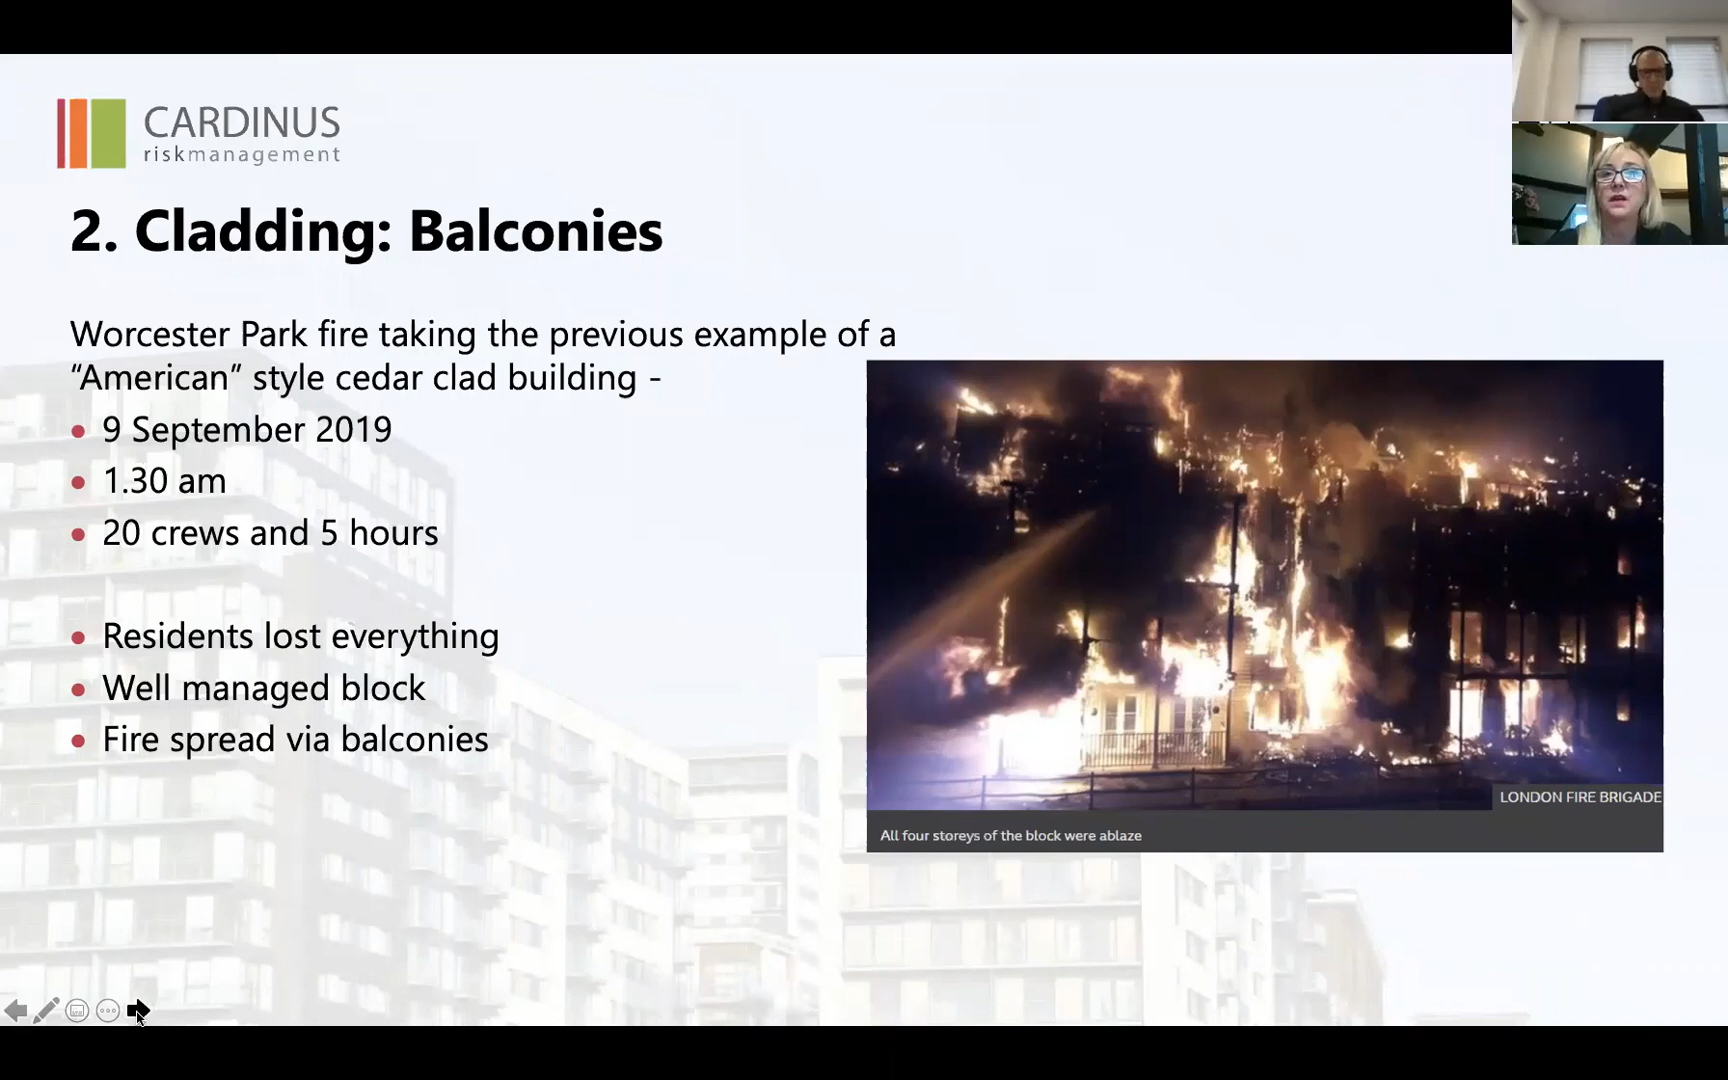 CARDINUS
riskmanagement
2. Cladding: Balconies
Worcester Park fire taking the previous example of a
“American” style cedar clad building -
9 September 2019
1.30 am
20 crews and 5 hours
Residents lost everything
Well managed block
Fire spread via balconies
LONDON FIRE BRIGADE
All four storeys of the block were ablaze